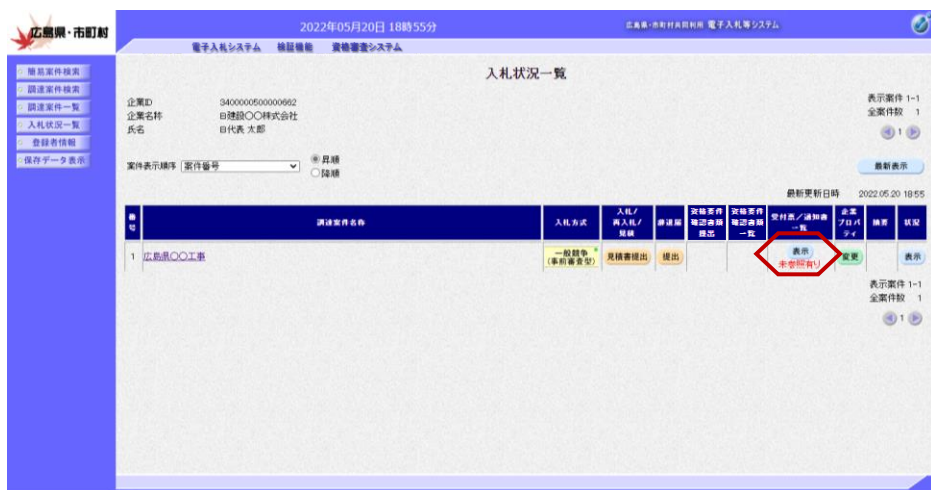 広島県・市町村
2022年05月20日 18時55分
広島県・市町村共同利用 電子入札等システム
電子入札システム 検証機能 資格審査システム
簡易案件検索
調達案件検索
調達案件一覧
入札状況一覧
登録者情報
保存データ表示
入札状況一覧
企業ID 3400000500000662
企業名称 B建設〇〇株式会社
氏名 B代表 太郎
表示案件 1-1
全案件数 1
1
案件表示順序 案件番号 昇順
降順
最新表示
最新更新日時 2022.05.20 18:55
番号 調達案件名称 入札方式 入札/再入札/見積 辞退届 資格要件確認書類提出 資格要件確認書類一覧 受付票/通知書一覧 企業プロパティ 摘要 状況
1 広島県〇〇工事 一般競争(事前審査型) 見積書提出 提出 表示 未参照有り 変更 表示
表示案件 1-1
全案件数 1
1